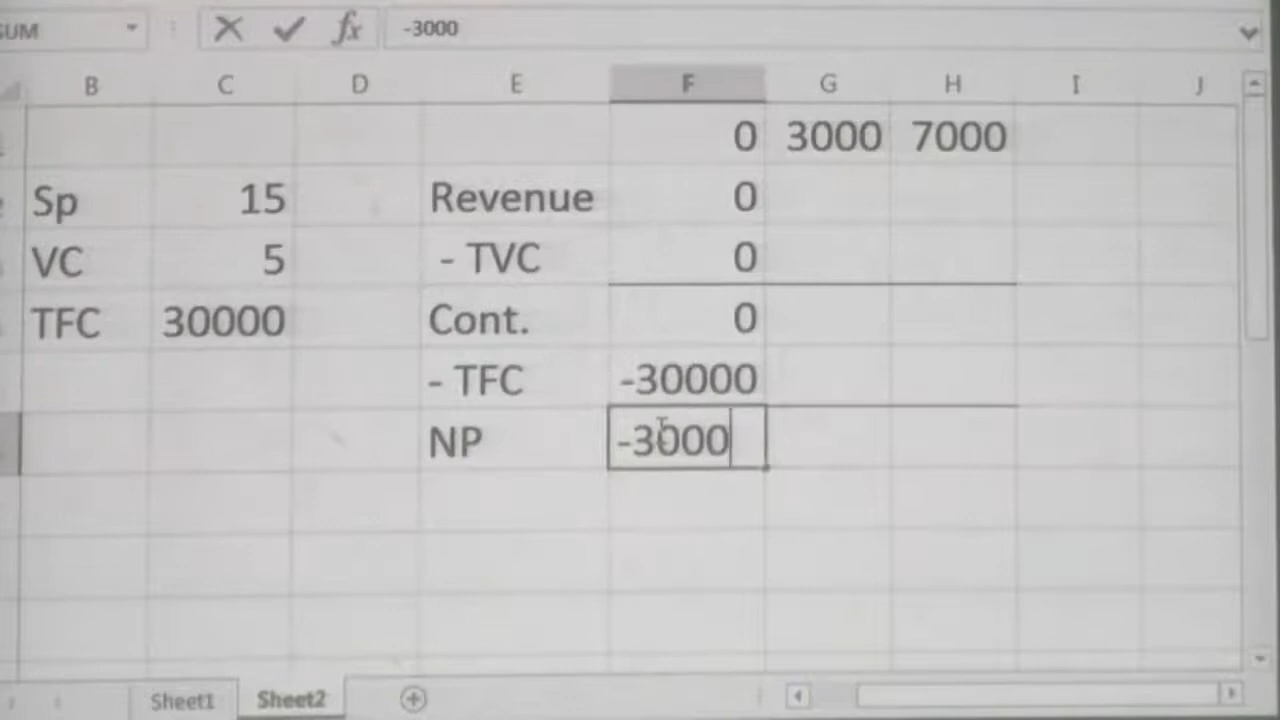 SUM fx -3000
B C D E F G H I J
0 3000 7000
Sp 15 Revenue 0
VC 5 - TVC 0
TFC 30000 Cont. 0
- TFC -30000
NP -3000
Sheet1 Sheet2